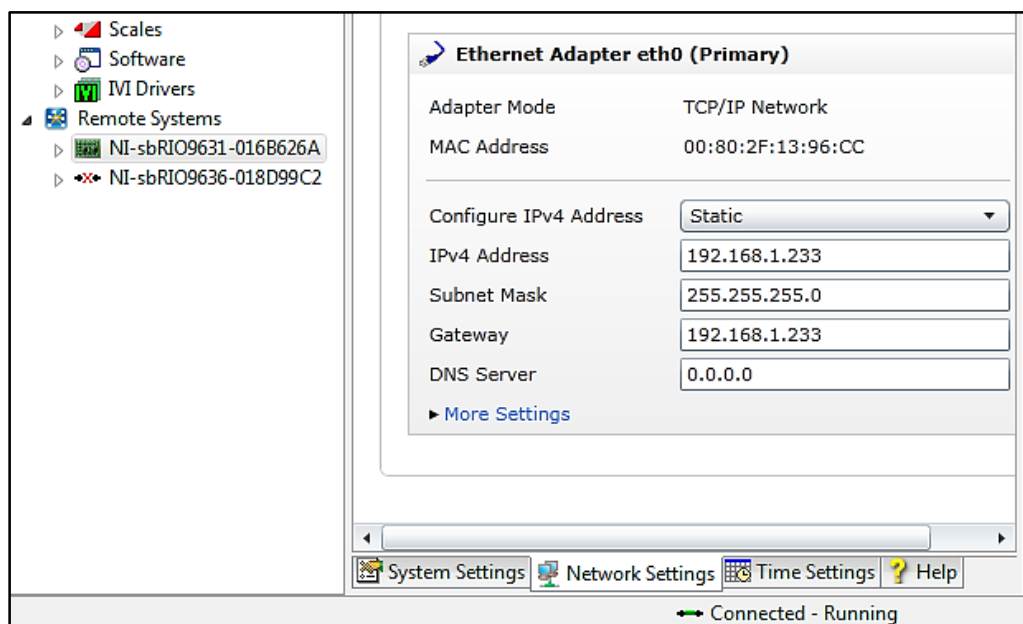 Scales
Software
IVI Drivers
Remote Systems
NI-sbRIO9631-016B626A
NI-sbRIO9636-018D99C2
Ethernet Adapter eth0 (Primary)
Adapter Mode TCP/IP Network
MAC Address 00:80:2F:13:96:CC
Configure IPv4 Address Static
IPv4 Address 192.168.1.233
Subnet Mask 255.255.255.0
Gateway 192.168.1.233
DNS Server 0.0.0.0
More Settings
System Settings Network Settings Time Settings Help
Connected - Running